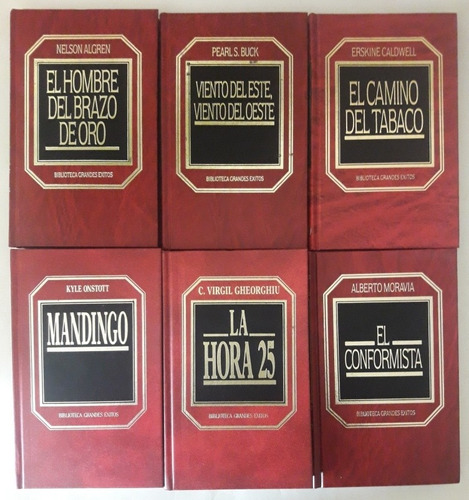 NELSON ALGREN
EL HOMBRE
DEL BRAZO
DE ORO
BIBLIOTECA GRANDES EXITOS
PEARL S. BUCK
VIENTO DEL ESTE,
VIENTO DEL OESTE
BIBLIOTECA GRANDES EXITOS
ERSKINE CALDWELL
EL CAMINO
DEL TABACO
BIBLIOTECA GRANDES EXITOS
KYLE ONSTOTT
MANDINGO
BIBLIOTECA GRANDES EXITOS
C. VIRGIL GHEORGHIU
LA
HORA 25
BIBLIOTECA GRANDES EXITOS
ALBERTO MORAVIA
EL
CONFORMISTA
BIBLIOTECA GRANDES EXITOS